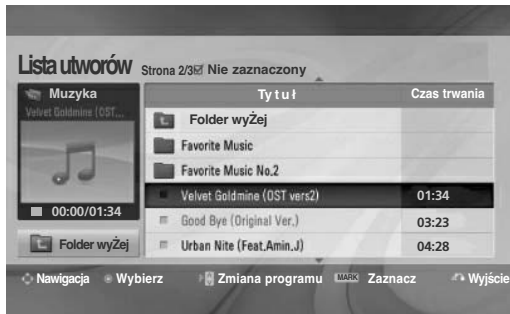 Lista utworów Strona 2/3 Nie zaznaczony
Muzyka
Velvet Goldmine (OST...
00:00/01:34
Folder wyŻej
Tytuł Czas trwania
Folder wyŻej
Favorite Music
Favorite Music No.2
Velvet Goldmine (OST vers2) 01:34
Good Bye (Original Ver.) 03:23
Urban Nite (Feat.Amin.J) 04:28
Nawigacja Wybierz Zmiana programu MARK Zaznacz Wyjście